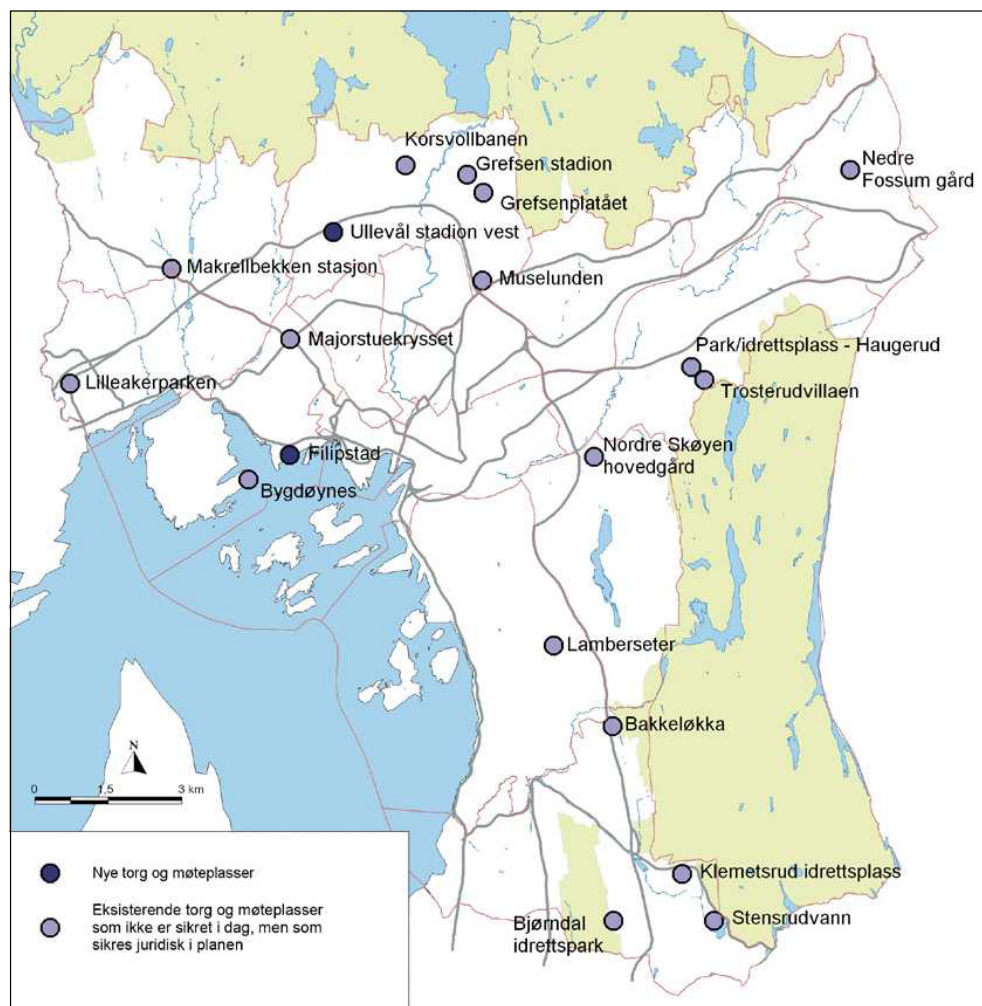 Korsvollbanen
Grefsen stadion
Grefsenplatået
Nedre
Fossum gård
Ullevål stadion vest
Makrellbekken stasjon
Muselunden
Majorstuekrysset
Park/idrettsplass - Haugerud
Trosterudvillaen
Lilleakerparken
Nordre Skøyen
hovedgård
Filipstad
Bygdøynes
Lamberseter
Bakkeløkka
N
0 1,5 3 km
Klemetsrud idrettsplass
Bjørndal
idrettspark
Stensrudvann
Nye torg og møteplasser
Eksisterende torg og møteplasser
som ikke er sikret i dag, men som
sikres juridisk i planen